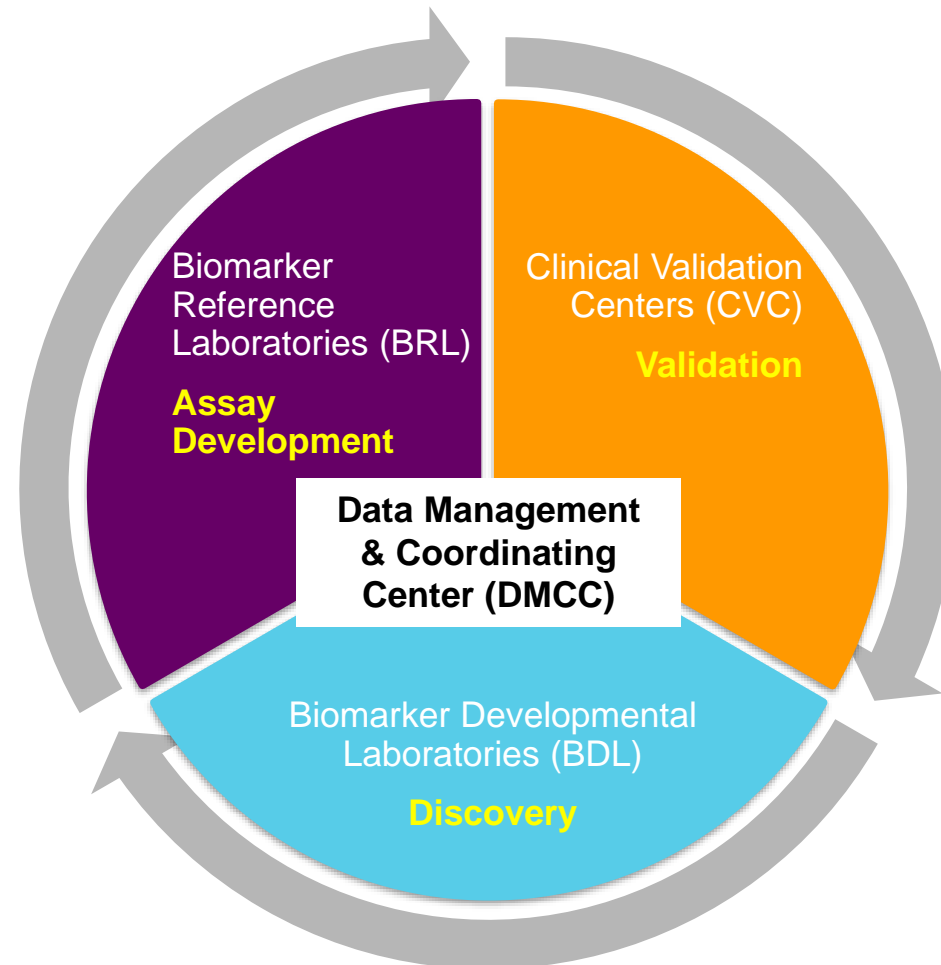 Biomarker
Reference
Laboratories (BRL)
Assay
Development
Clinical Validation
Centers (CVC)
Validation
Data Management
& Coordinating
Center (DMCC)
Biomarker Developmental
Laboratories (BDL)
Discovery